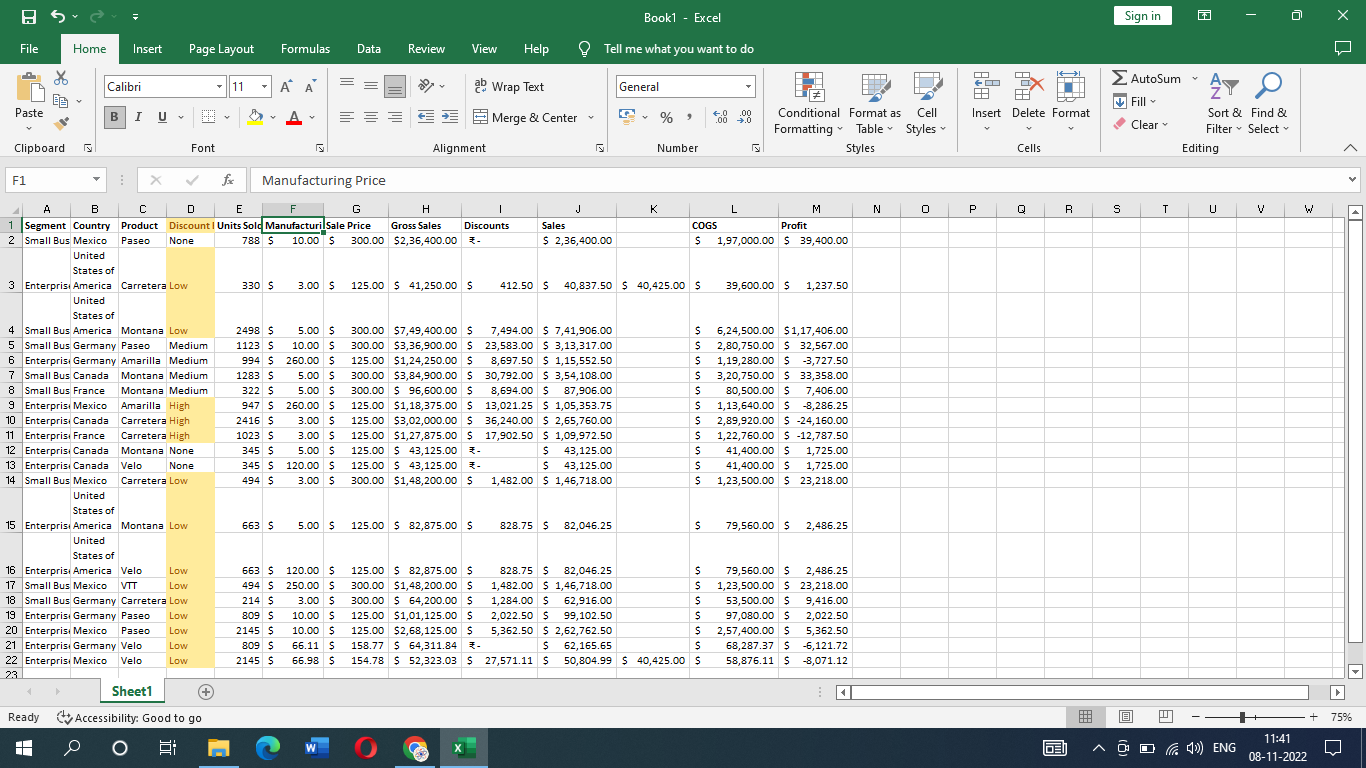 Book1 - Excel
Sign in
File Home Insert Page Layout Formulas Data Review View Help Tell me what you want to do
Paste
Clipboard
Calibri 11
B I U
Font
ab Wrap Text
Merge & Center
Alignment
General
% ,
Number
Conditional Formatting
Format as Table
Cell Styles
Styles
Insert Delete Format
Cells
AutoSum
Fill
Clear
Sort & Filter
Find & Select
Editing
F1 fx Manufacturing Price
A B C D E F G H I J K L M N O P Q R S T U V W
1 Segment Country Product Discount Units Sold Manufacturi Sale Price Gross Sales Discounts Sales COGS Profit
2 Small Bus Mexico Paseo None 788 $ 10.00 $ 300.00 $2,36,400.00 ₹- $ 2,36,400.00 $ 1,97,000.00 $ 39,400.00
United
States of
3 Enterprise America Carretera Low 330 $ 3.00 $ 125.00 $ 41,250.00 $ 412.50 $ 40,837.50 $ 40,425.00 $ 39,600.00 $ 1,237.50
United
States of
4 Small Bus America Montana Low 2498 $ 5.00 $ 300.00 $7,49,400.00 $ 7,494.00 $ 7,41,906.00 $ 6,24,500.00 $1,17,406.00
5 Small Bus Germany Paseo Medium 1123 $ 10.00 $ 300.00 $3,36,900.00 $ 23,583.00 $ 3,13,317.00 $ 2,80,750.00 $ 32,567.00
6 Enterprise Germany Amarilla Medium 994 $ 260.00 $ 125.00 $1,24,250.00 $ 8,697.50 $ 1,15,552.50 $ 1,19,280.00 $ -3,727.50
7 Small Bus Canada Montana Medium 1283 $ 5.00 $ 300.00 $3,84,900.00 $ 30,792.00 $ 3,54,108.00 $ 3,20,750.00 $ 33,358.00
8 Small Bus France Montana Medium 322 $ 5.00 $ 300.00 $ 96,600.00 $ 8,694.00 $ 87,906.00 $ 80,500.00 $ 7,406.00
9 Enterprise Mexico Amarilla High 947 $ 260.00 $ 125.00 $1,18,375.00 $ 13,021.25 $ 1,05,353.75 $ 1,13,640.00 $ -8,286.25
10 Enterprise Canada Carretera High 2416 $ 3.00 $ 125.00 $3,02,000.00 $ 36,240.00 $ 2,65,760.00 $ 2,89,920.00 $ -24,160.00
11 Enterprise France Carretera High 1023 $ 3.00 $ 125.00 $1,27,875.00 $ 17,902.50 $ 1,09,972.50 $ 1,22,760.00 $ -12,787.50
12 Enterprise Canada Montana None 345 $ 5.00 $ 125.00 $ 43,125.00 ₹- $ 43,125.00 $ 41,400.00 $ 1,725.00
13 Enterprise Canada Velo None 345 $ 120.00 $ 125.00 $ 43,125.00 ₹- $ 43,125.00 $ 41,400.00 $ 1,725.00
14 Small Bus Mexico Carretera Low 494 $ 3.00 $ 300.00 $1,48,200.00 $ 1,482.00 $ 1,46,718.00 $ 1,23,500.00 $ 23,218.00
United
States of
15 Enterprise America Montana Low 663 $ 5.00 $ 125.00 $ 82,875.00 $ 828.75 $ 82,046.25 $ 79,560.00 $ 2,486.25
United
States of
16 Enterprise America Velo Low 663 $ 120.00 $ 125.00 $ 82,875.00 $ 828.75 $ 82,046.25 $ 79,560.00 $ 2,486.25
17 Small Bus Mexico VTT Low 494 $ 250.00 $ 300.00 $1,48,200.00 $ 1,482.00 $ 1,46,718.00 $ 1,23,500.00 $ 23,218.00
18 Small Bus Germany Carretera Low 214 $ 3.00 $ 300.00 $ 64,200.00 $ 1,284.00 $ 62,916.00 $ 53,500.00 $ 9,416.00
19 Enterprise Germany Paseo Low 809 $ 10.00 $ 125.00 $1,01,125.00 $ 2,022.50 $ 99,102.50 $ 97,080.00 $ 2,022.50
20 Enterprise Mexico Paseo Low 2145 $ 10.00 $ 125.00 $2,68,125.00 $ 5,362.50 $ 2,62,762.50 $ 2,57,400.00 $ 5,362.50
21 Enterprise Germany Velo Low 809 $ 66.11 $ 158.77 $ 64,311.84 ₹- $ 62,165.65 $ 68,287.37 $ -6,121.72
22 Enterprise Mexico Velo Low 2145 $ 66.98 $ 154.78 $ 52,323.03 $ 27,571.11 $ 50,804.99 $ 40,425.00 $ 58,876.11 $ -8,071.12
23
Sheet1
Ready Accessibility: Good to go 75%
ENG 11:41
08-11-2022